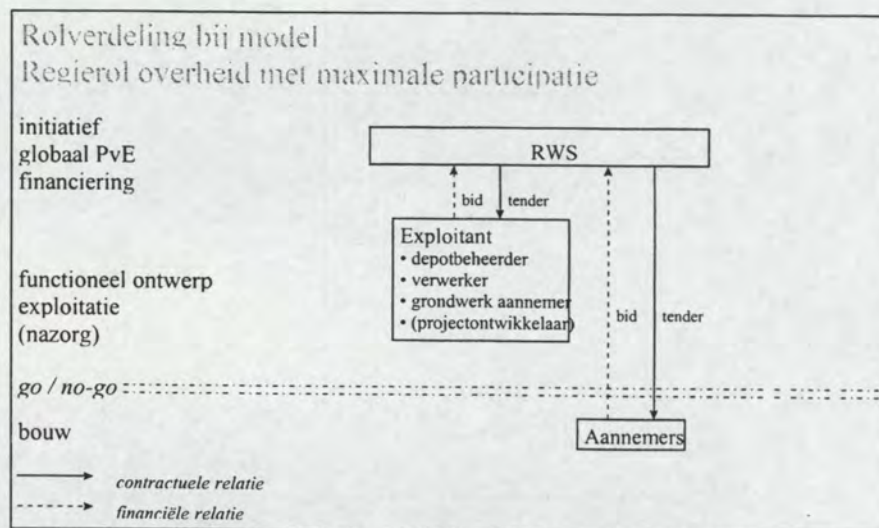 Rolverdeling bij model
Regierol overheid met maximale participatie
initiatief
globaal PvE
financiering
RWS
bid
tender
Exploitant
• depotbeheerder
• verwerker
• grondwerk aannemer
• (projectontwikkelaar)
functioneel ontwerp
exploitatie
(nazorg)
bid
tender
go / no-go
bouw
Aannemers
contractuele relatie
financiële relatie